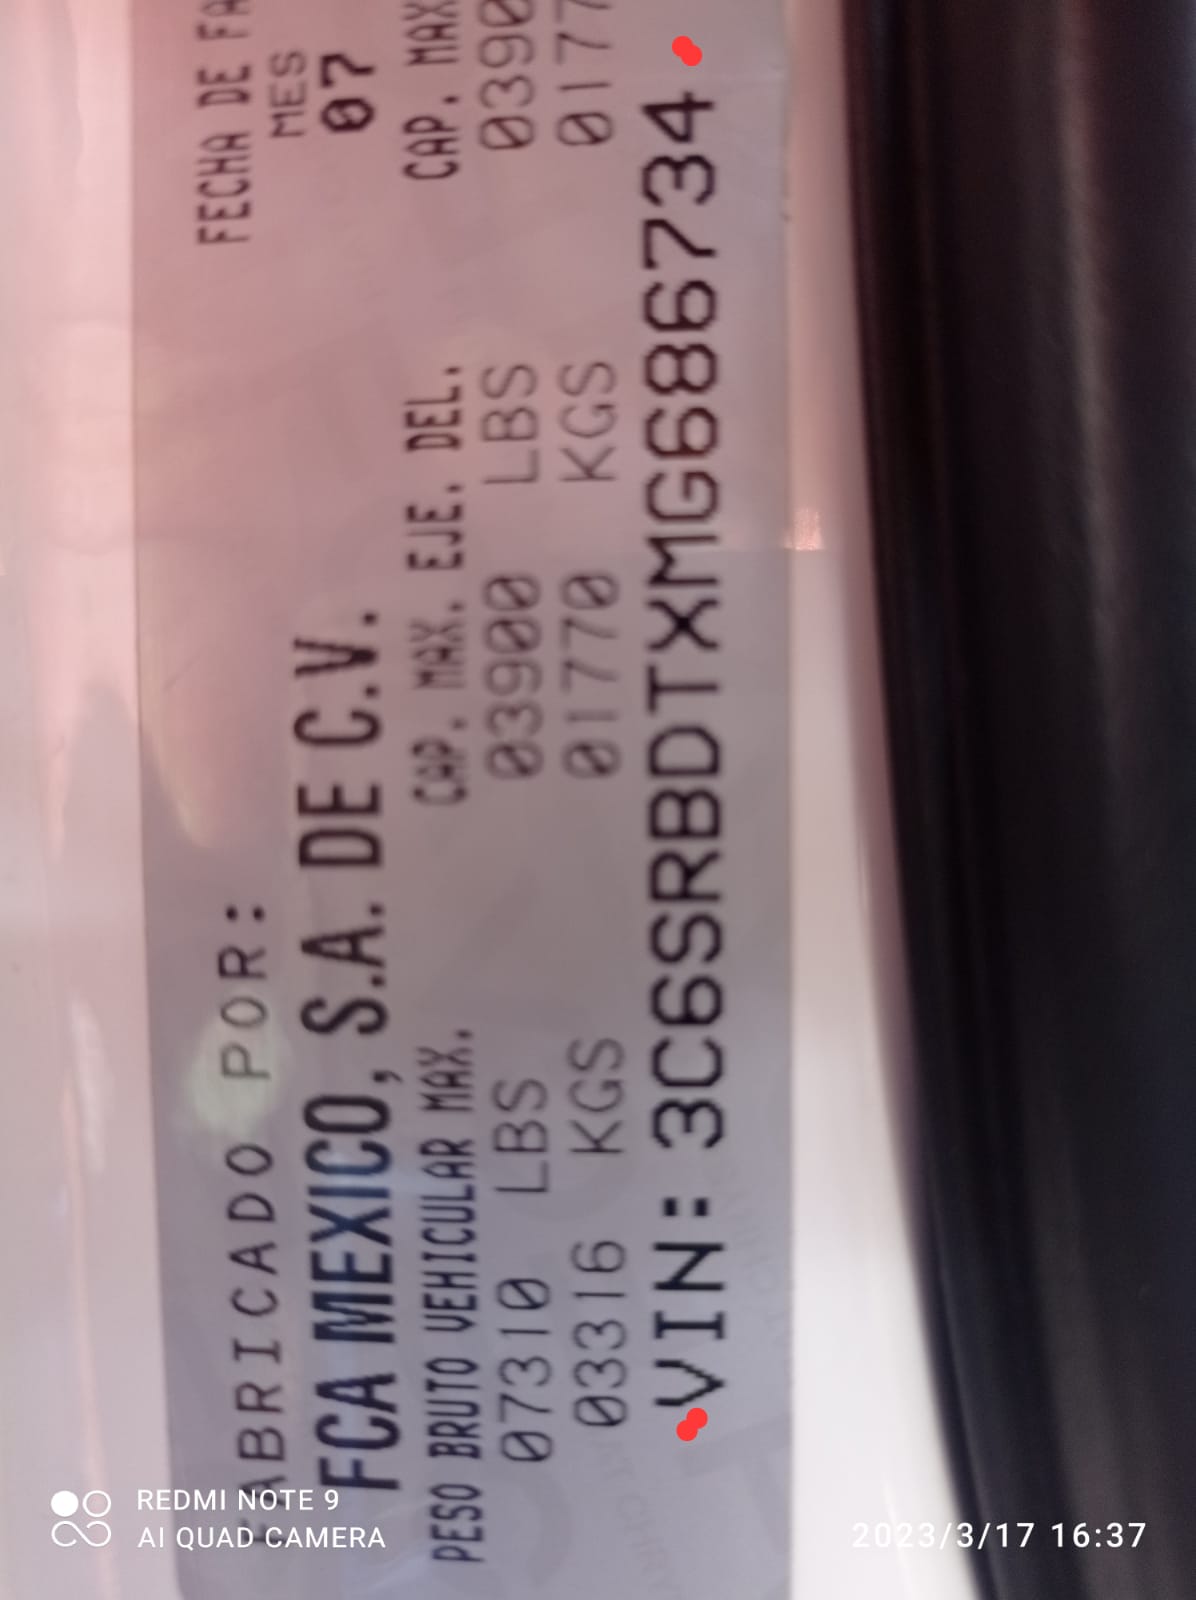 FABRICADO POR:
FECHA DE FA
MES
FCA MEXICO, S.A. DE C.V.
07
PESO BRUTO VEHICULAR MAX.
CAP. MAX. EJE. DEL.
CAP. MAX
07310 LBS
03900 LBS
0390
03316 KGS
01770 KGS
0177
VIN: 3C6SRBDTXMG686734
REDMI NOTE 9
AI QUAD CAMERA
2023/3/17 16:37